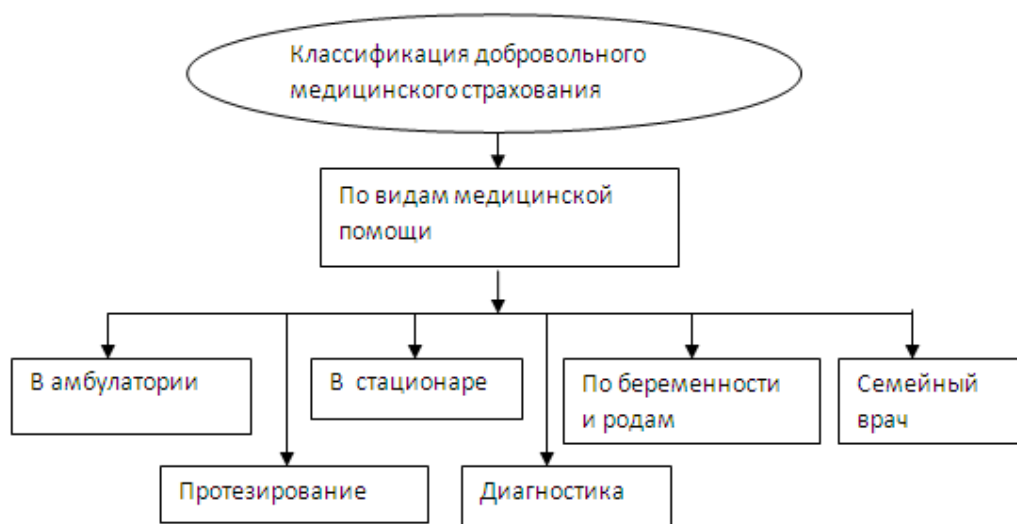 Классификация добровольного
медицинского страхования
По видам медицинской
помощи
В амбулатории
В стационаре
По беременности
и родам
Семейный
врач
Протезирование
Диагностика